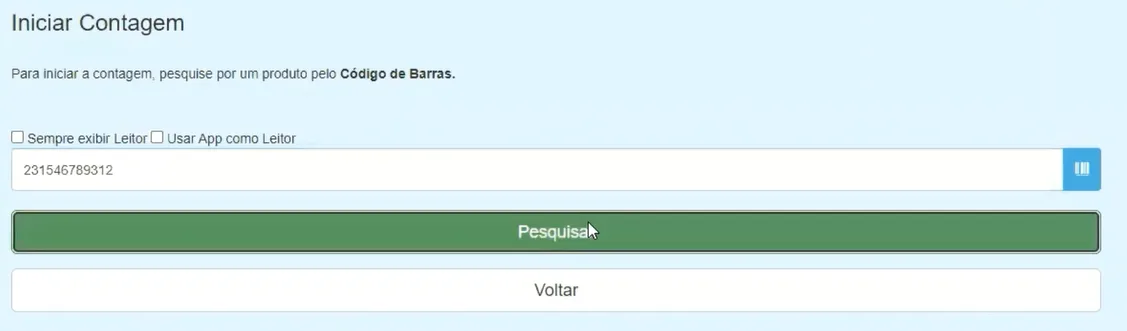 Iniciar Contagem
Para iniciar a contagem, pesquise por um produto pelo Código de Barras.
Sempre exibir Leitor Usar App como Leitor
231546789312
Pesquisa
Voltar